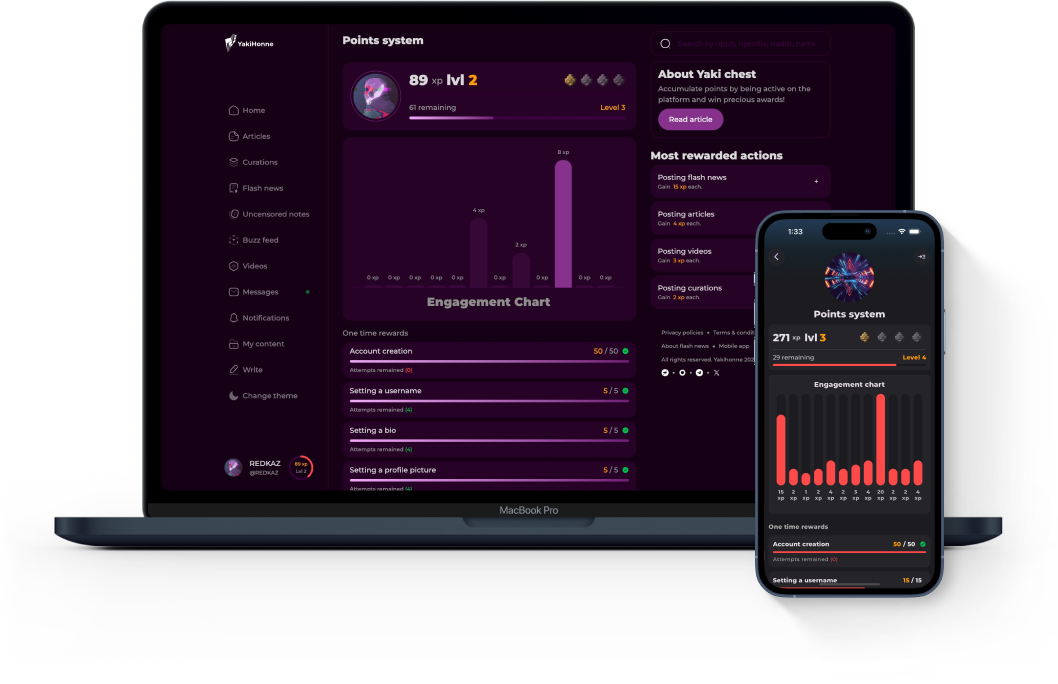 YakiHonne
Home
Articles
Curations
Flash news
Uncensored notes
Buzz feed
Videos
Messages
Notifications
My content
Write
Change theme
REDKAZ
@REDKAZ
89 xp
Lvl 2
Points system
89 xp lvl 2
61 remaining
Level 3
8 xp
4 xp
2 xp
0 xp 0 xp 0 xp 0 xp 0 xp 0 xp 0 xp 0 xp 0 xp
Engagement Chart
One time rewards
Account creation 50 / 50
Attempts remained (0)
Setting a username 5 / 5
Attempts remained (4)
Setting a bio 5 / 5
Attempts remained (4)
Setting a profile picture 5 / 5
Attempts remained (4)
Search by
About Yaki chest
Accumulate points by being active on the
platform and win precious awards!
Read article
Most rewarded actions
Posting flash news
Gain 15 xp each.
+
Posting articles
Gain 4 xp each.
Posting videos
Gain 3 xp each.
Posting curations
Gain 2 xp each.
Privacy policies • Terms & condit
About flash news • Mobile app
All rights reserved. Yakihonne 202
MacBook Pro
1:33
Points system
271 xp lvl 3
29 remaining
Level 4
Engagement chart
15 2 1 2 4 2 3 4 20 2 2 4
xp xp xp xp xp xp xp xp xp xp xp xp
One time rewards
Account creation 50 / 50
Attempts remained (0)
Setting a username 15 / 15